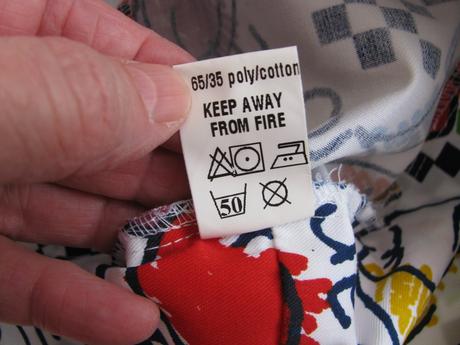 65/35 poly/cotton
KEEP AWAY
FROM FIRE
50